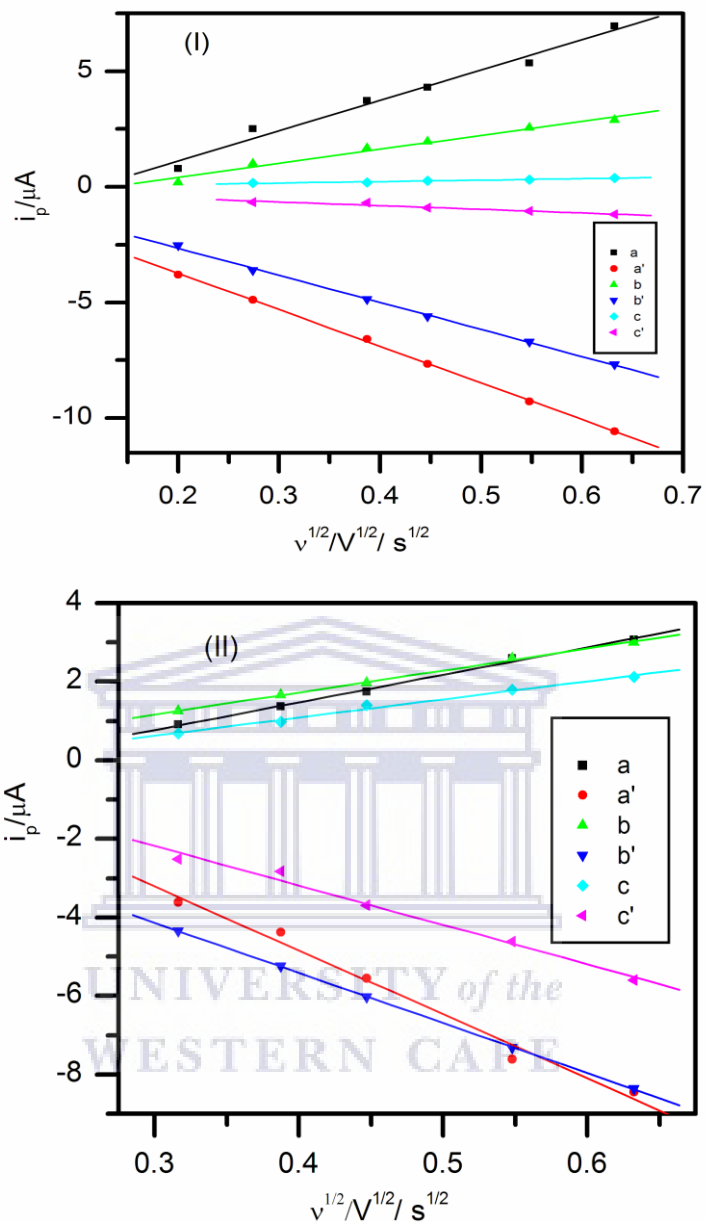 (I)
5
0
-5
-10
i_p/μA
a
a'
b
b'
c
c'
0.2 0.3 0.4 0.5 0.6 0.7
ν^1/2/V^1/2/ s^1/2
(II)
4
2
0
-2
-4
-6
-8
i_p/μA
a
a'
b
b'
c
c'
UNIVERSITY of the
WESTERN CAPE
0.3 0.4 0.5 0.6
ν^1/2/V^1/2/ s^1/2